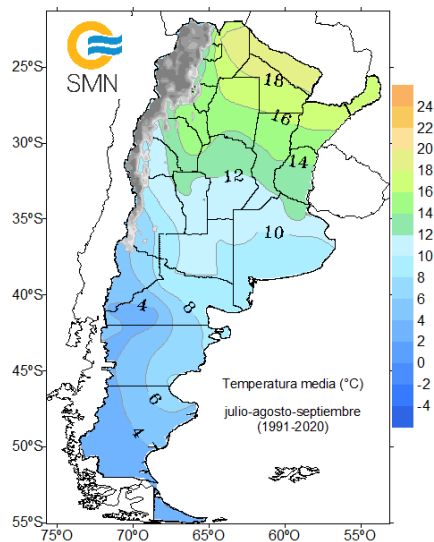 SMN
25°S
30°S
35°S
40°S
45°S
50°S
55°S
75°O
70°O
65°O
60°O
55°O
18
16
14
12
10
8
4
6
4
24
22
20
18
16
14
12
10
8
6
4
2
0
-2
-4
Temperatura media (°C)
julio-agosto-septiembre
(1991-2020)